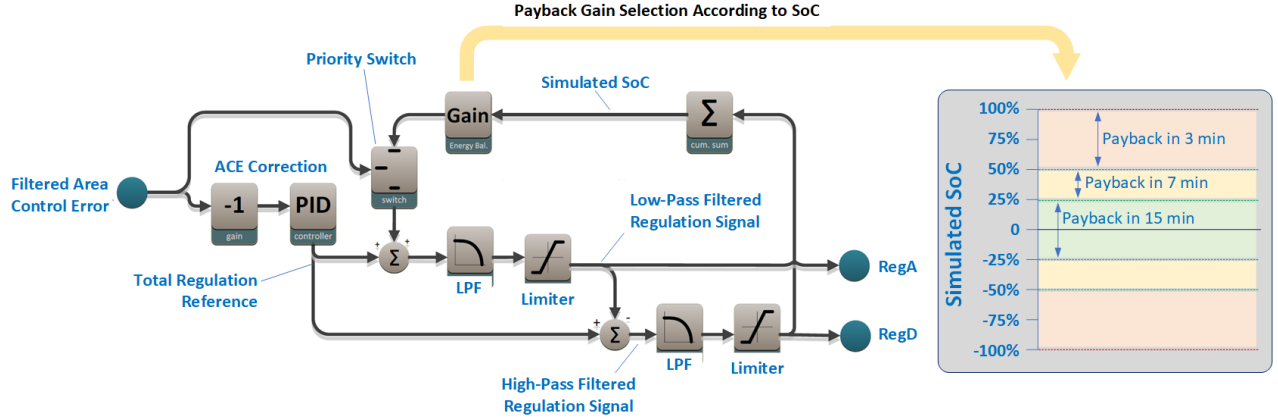 Payback Gain Selection According to SoC
Priority Switch
Simulated SoC
Gain
Energy Bal.
Σ
cum. sum
ACE Correction
Filtered Area
Control Error
-1
gain
PID
controller
switch
Low-Pass Filtered
Regulation Signal
+
+
Σ
LPF
Limiter
RegA
Total Regulation
Reference
+
-
Σ
LPF
Limiter
RegD
High-Pass Filtered
Regulation Signal
Simulated SoC
100%
75%
50%
25%
0
-25%
-50%
-75%
-100%
Payback in 3 min
Payback in 7 min
Payback in 15 min